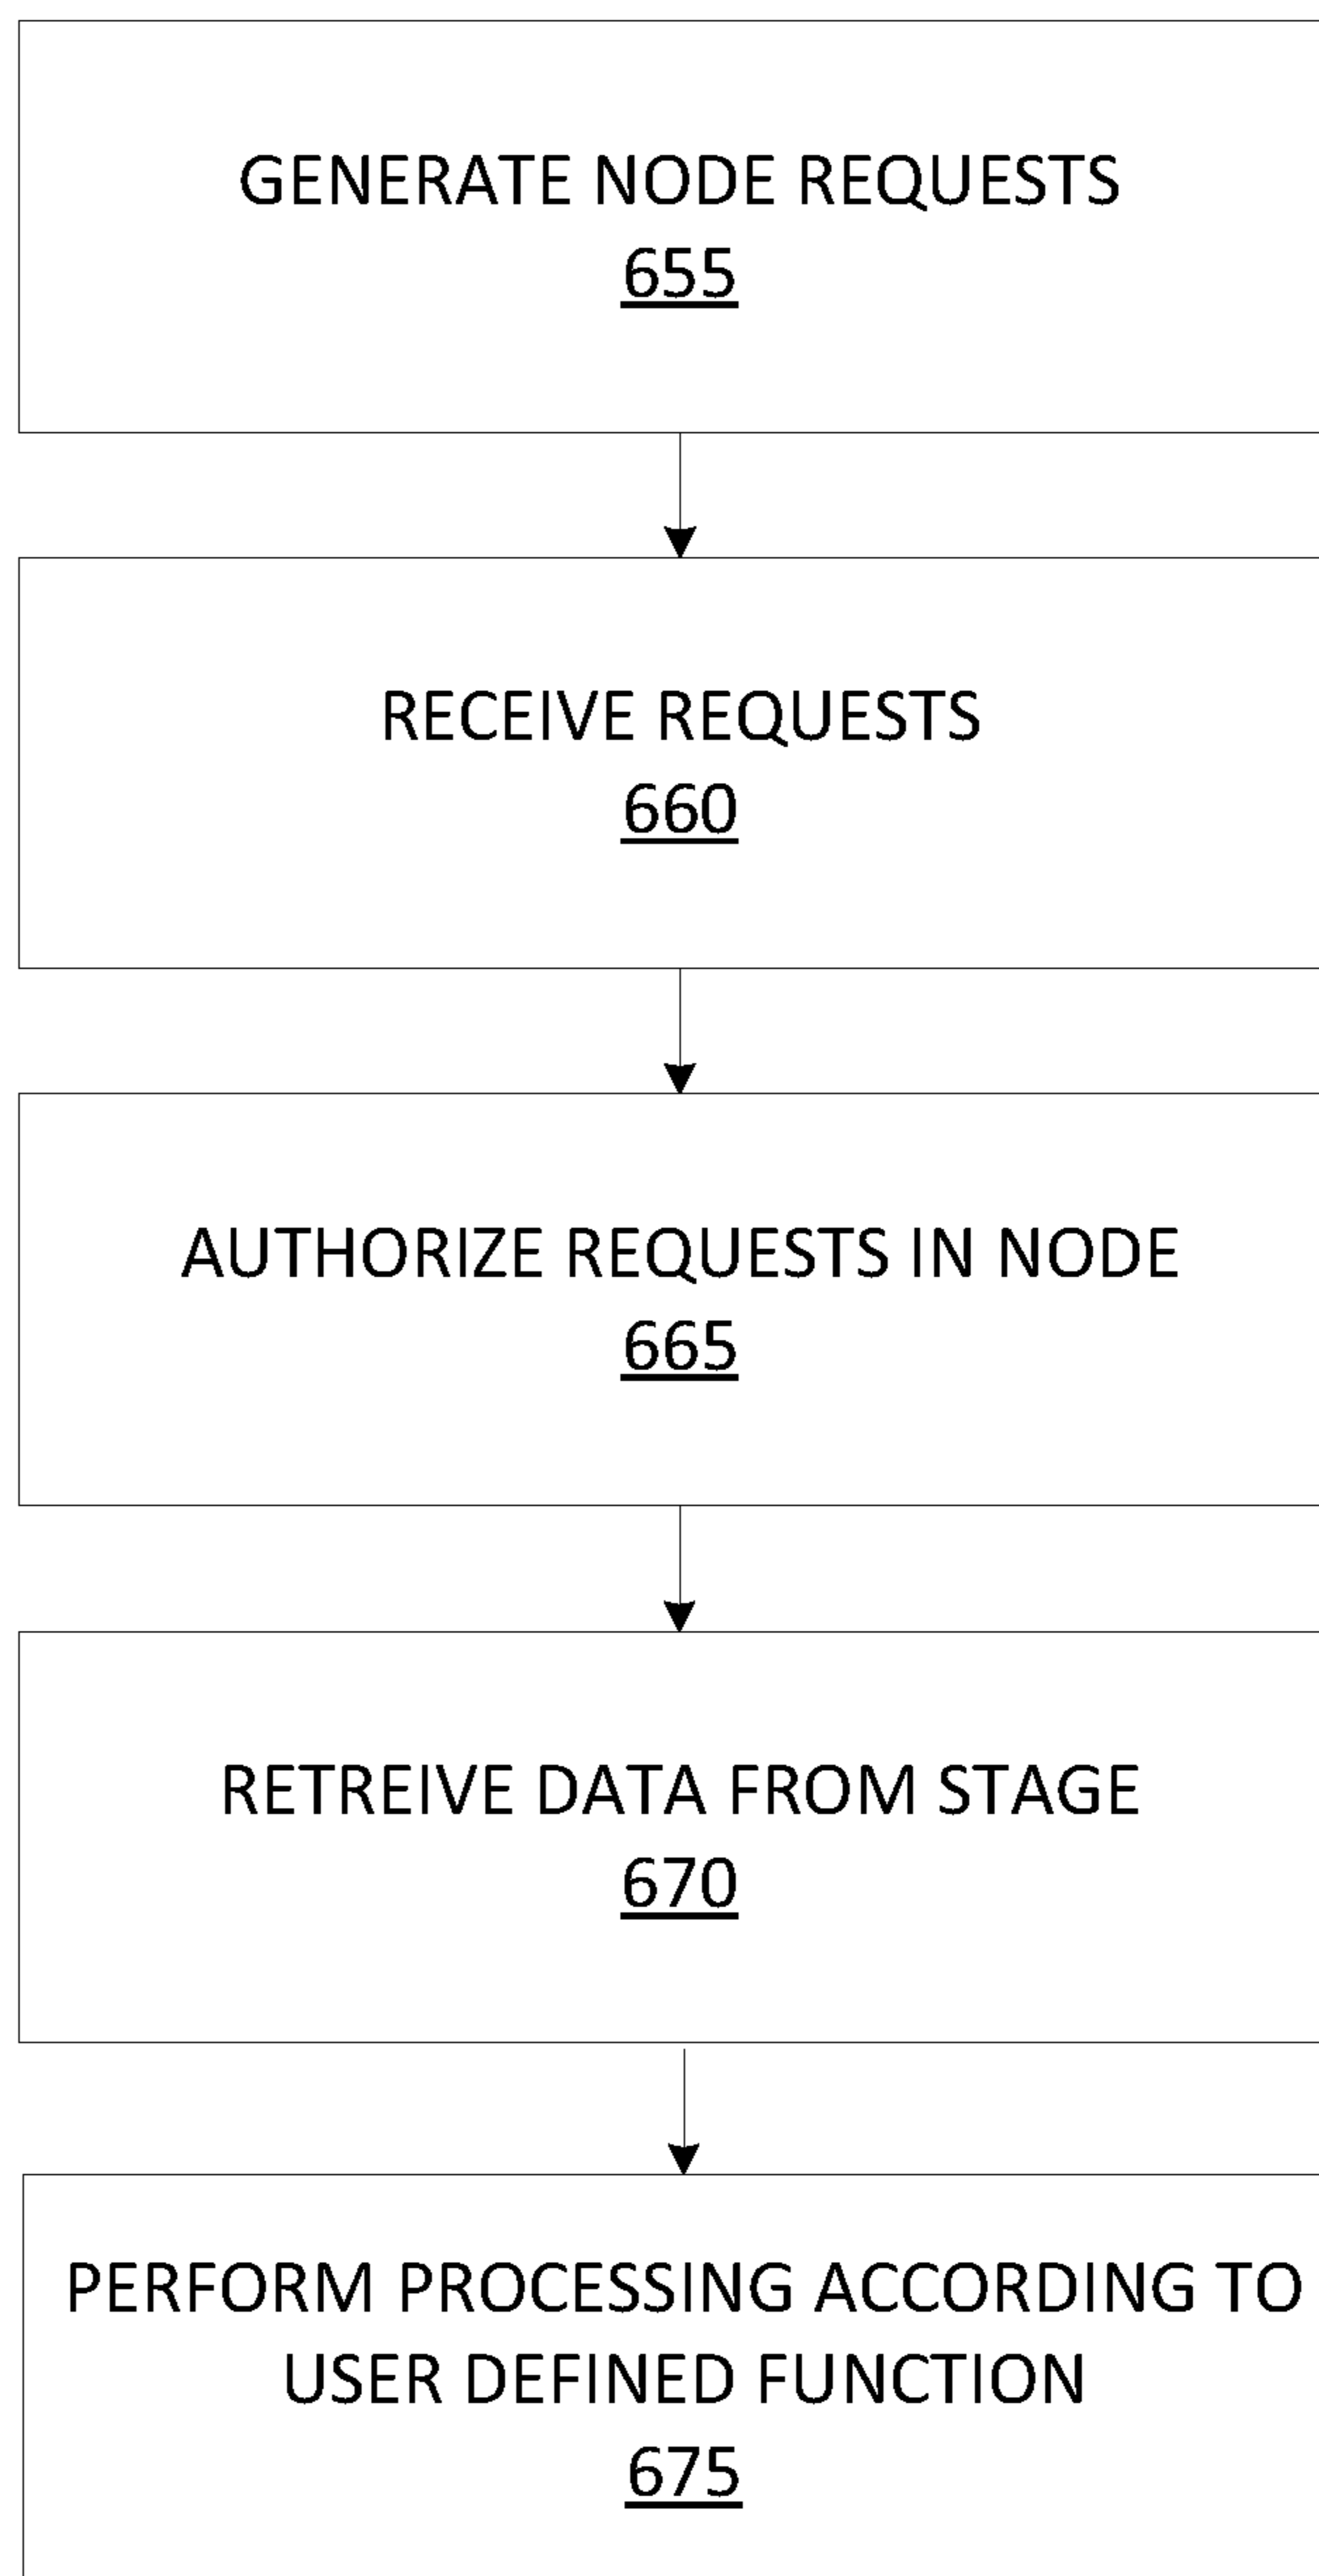 GENERATE NODE REQUESTS
655
RECEIVE REQUESTS
660
AUTHORIZE REQUESTS IN NODE
665
RETREIVE DATA FROM STAGE
670
PERFORM PROCESSING ACCORDING TO
USER DEFINED FUNCTION
675